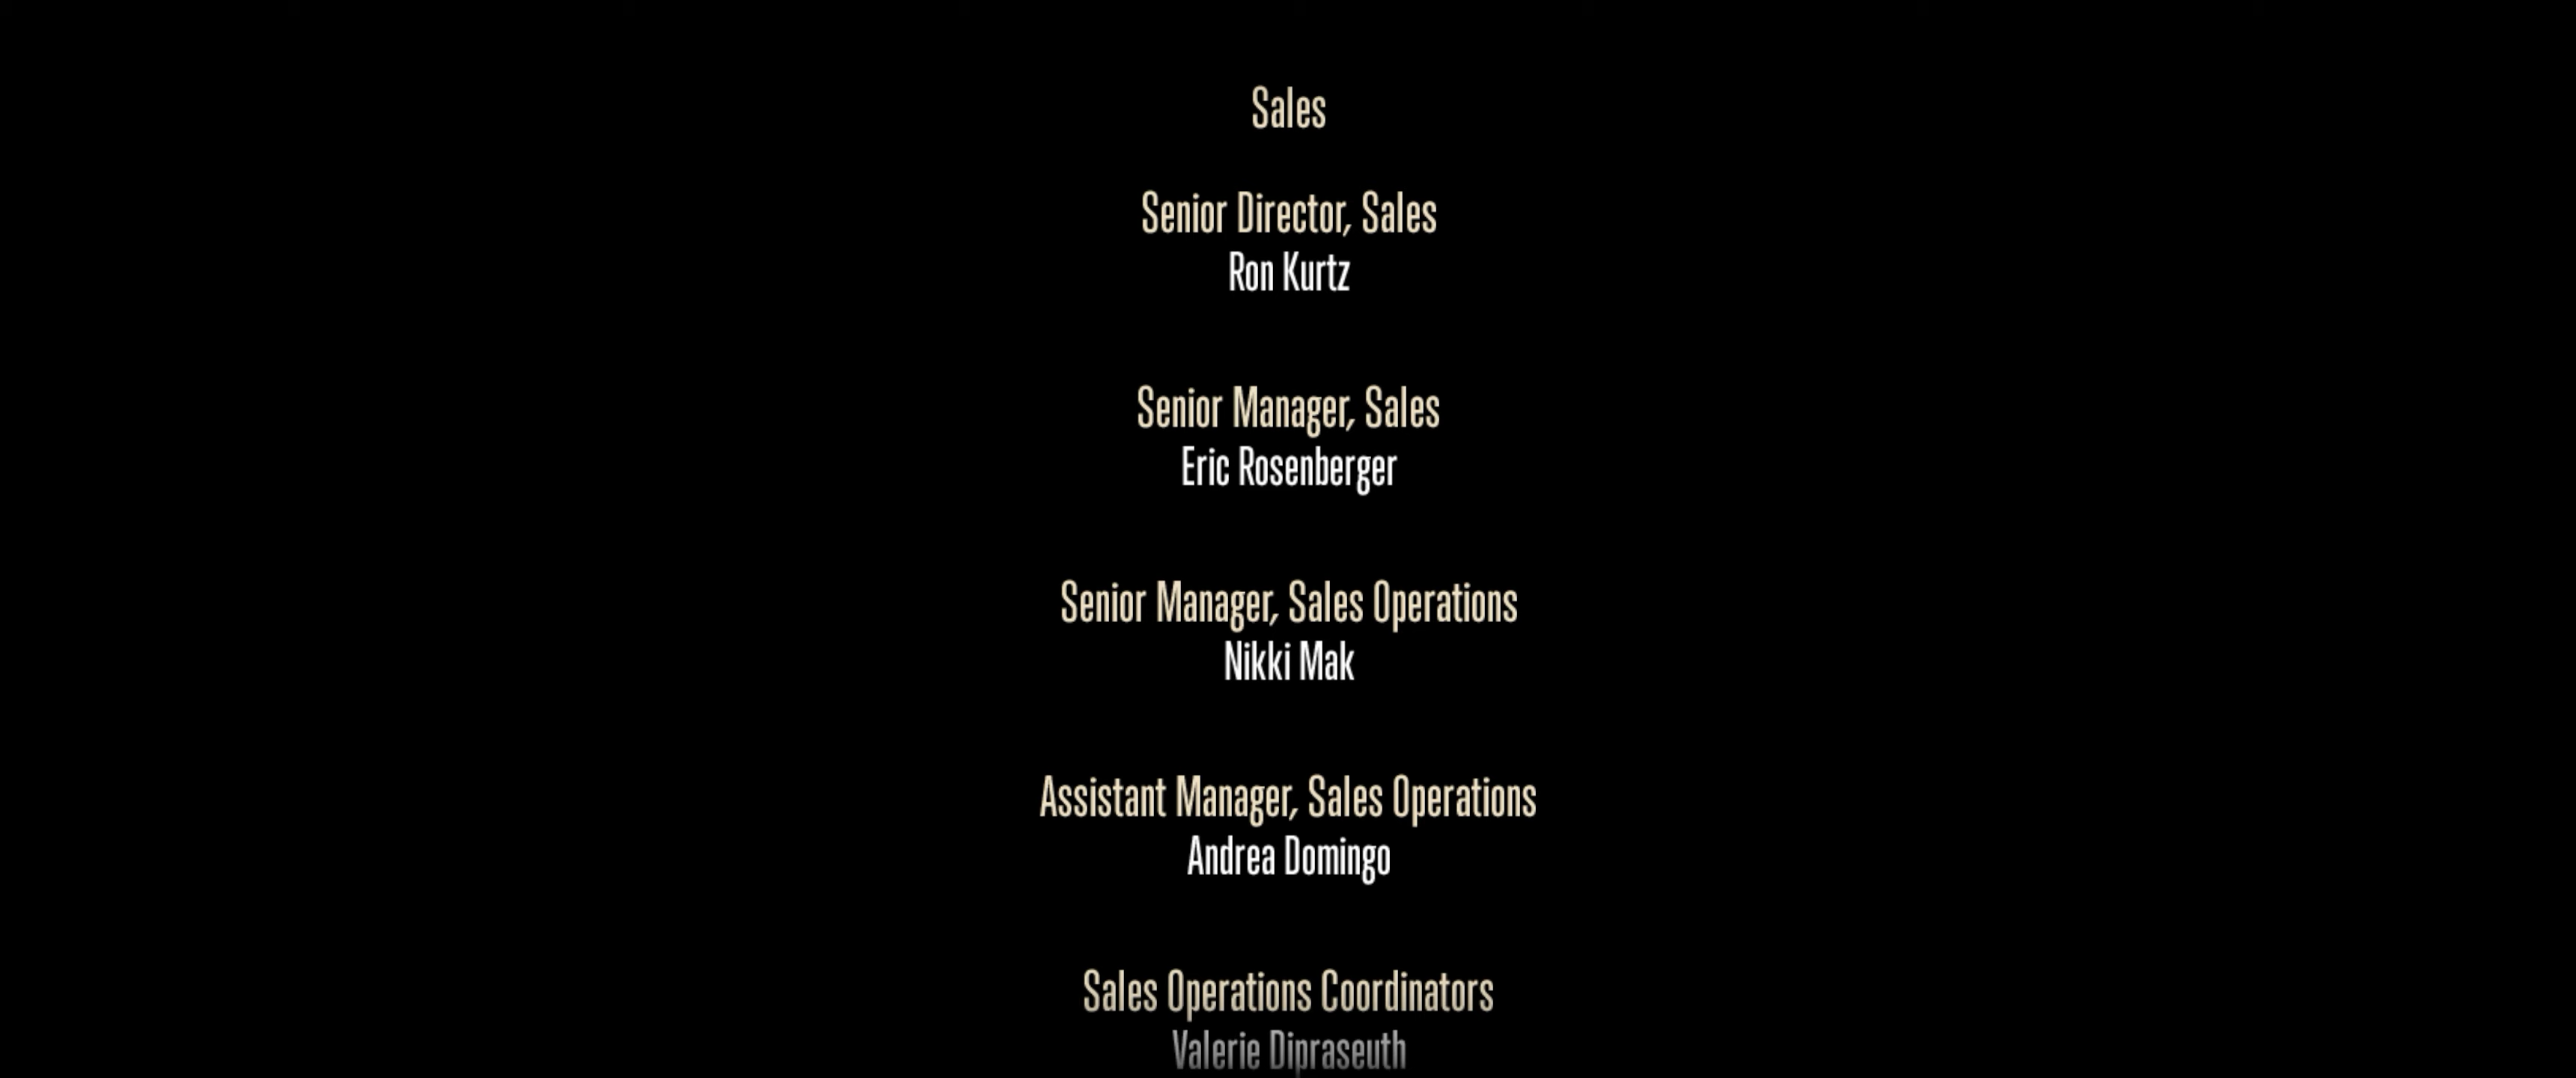 Sales
Senior Director, Sales
Ron Kurtz
Senior Manager, Sales
Eric Rosenberger
Senior Manager, Sales Operations
Nikki Mak
Assistant Manager, Sales Operations
Andrea Domingo
Sales Operations Coordinators
Valerie Dipraseuth